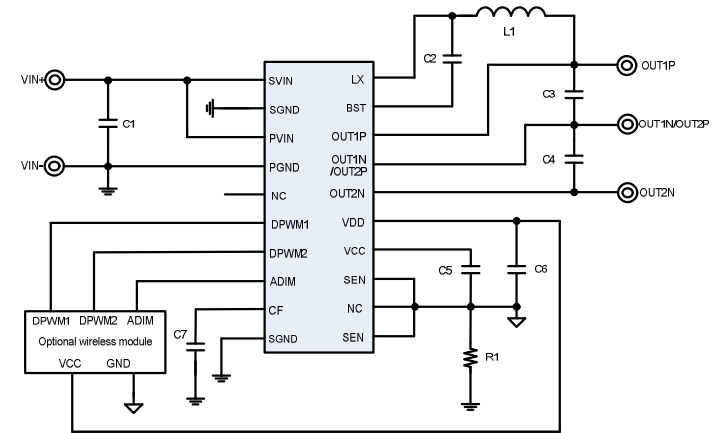 L1
C2
VIN+
SVIN
LX
OUT1P
C3
C1
SGND
BST
PVIN
OUT1P
OUT1N/OUT2P
VIN-
PGND
OUT1N
/OUT2P
C4
NC
OUT2N
OUT2N
DPWM1
VDD
DPWM2
VCC
C5
C6
ADIM
SEN
CF
NC
C7
SGND
SEN
R1
DPWM1 DPWM2 ADIM
Optional wireless module
VCC GND